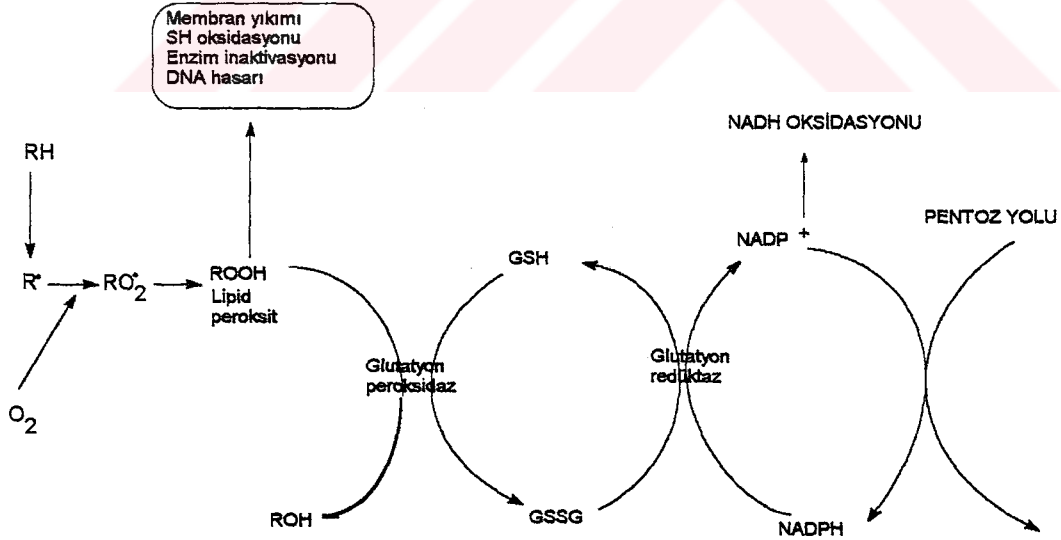 Membran yıkımı
SH oksidasyonu
Enzim inaktivasyonu
DNA hasarı
NADH OKSİDASYONU
RH
PENTOZ YOLU
NADP +
GSH
R• RO2• ROOH
Lipid
peroksit
Glutatyon
peroksidaz
Glutatyon
redüktaz
O2
ROH
GSSG
NADPH